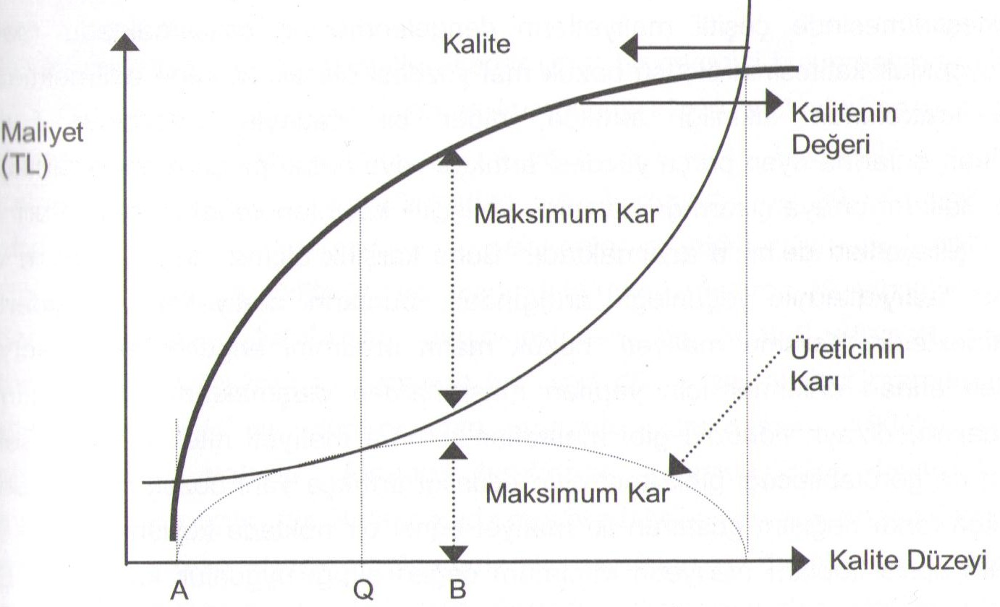 Kalite
Maliyet
(TL)
Kalitenin
Değeri
Maksimum Kar
Üreticinin
Karı
Maksimum Kar
Kalite Düzeyi
A
Q
B